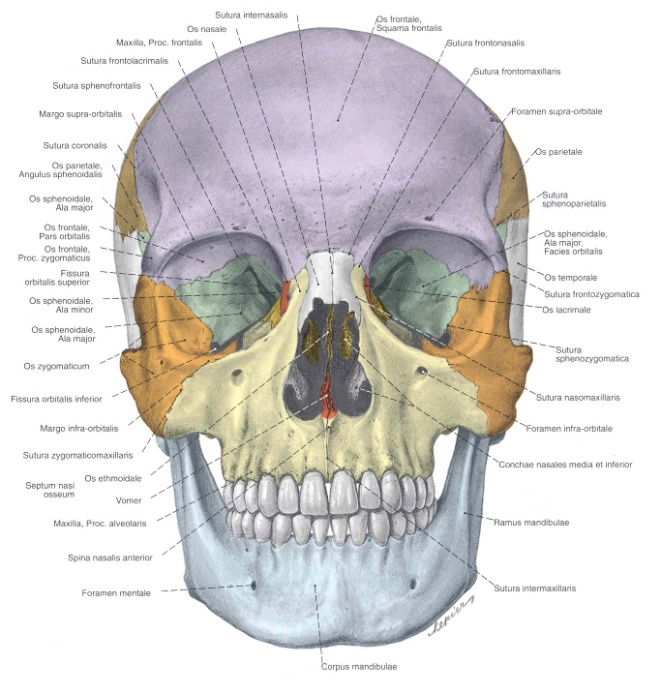 Sutura internasalis
Os nasale
Maxilla, Proc. frontalis
Sutura frontolacrimalis
Sutura sphenofrontalis
Margo supra-orbitalis
Sutura coronalis
Os parietale,
Angulus sphenoidalis
Os sphenoidale,
Ala major
Os frontale,
Pars orbitalis
Os frontale,
Proc. zygomaticus
Fissura
orbitalis superior
Os sphenoidale,
Ala minor
Os sphenoidale,
Ala major
Os zygomaticum
Fissura orbitalis inferior
Margo infra-orbitalis
Sutura zygomaticomaxillaris
Os ethmoidale
Septum nasi
osseum
Vomer
Maxilla, Proc. alveolaris
Spina nasalis anterior
Foramen mentale
Os frontale,
Squama frontalis
Sutura frontonasalis
Sutura frontomaxillaris
Foramen supra-orbitale
Os parietale
Sutura
sphenoparietalis
Os sphenoidale,
Ala major,
Facies orbitalis
Os temporale
Sutura frontozygomatica
Os lacrimale
Sutura
sphenozygomatica
Sutura nasomaxillaris
Foramen infra-orbitale
Conchae nasales media et inferior
Ramus mandibulae
Sutura intermaxillaris
Corpus mandibulae